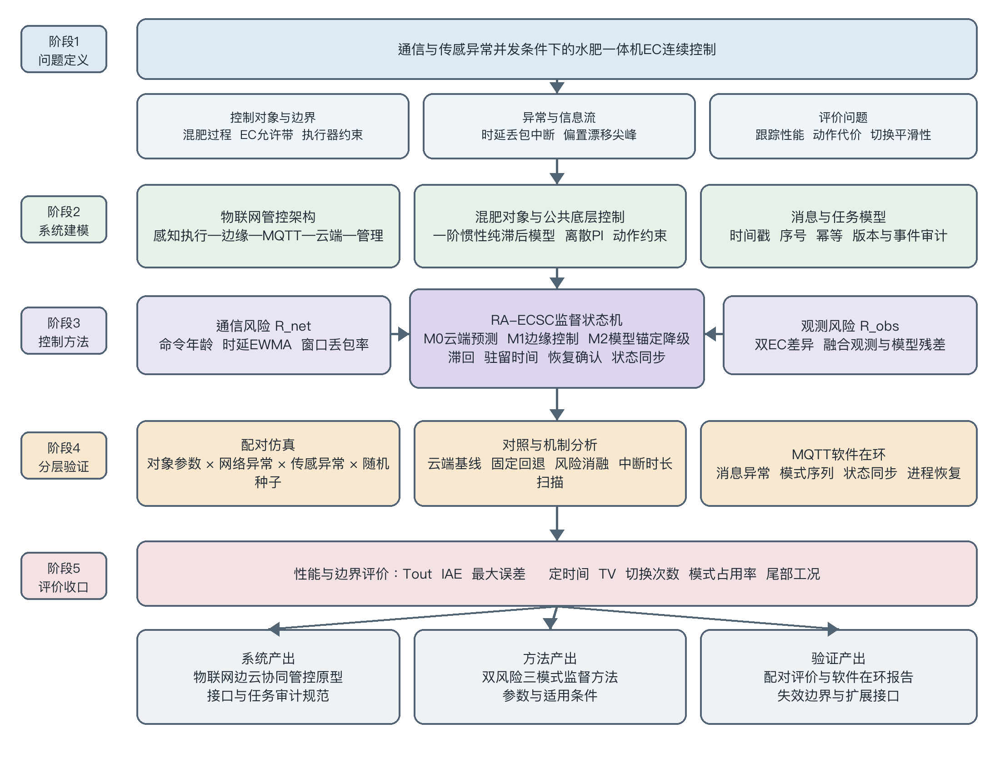 阶段1
问题定义
通信与传感异常并发条件下的水肥一体机EC连续控制
控制对象与边界
混肥过程 EC允许带 执行器约束
异常与信息流
时延丢包中断 偏置漂移尖峰
评价问题
跟踪性能 动作代价 切换平滑性
阶段2
系统建模
物联网管控架构
感知执行—边缘—MQTT—云端—管理
混肥对象与公共底层控制
一阶惯性纯滞后模型 离散PI 动作约束
消息与任务模型
时间戳 序号 幂等 版本与事件审计
阶段3
控制方法
通信风险 R_net
命令年龄 时延EWMA 窗口丢包率
RA-ECSC监督状态机
M0云端预测 M1边缘控制 M2模型锚定降级
滞回 驻留时间 恢复确认 状态同步
观测风险 R_obs
双EC差异 融合观测与模型残差
阶段4
分层验证
配对仿真
对象参数 × 网络异常 × 传感异常 × 随机
种子
对照与机制分析
云端基线 固定回退 风险消融 中断时长
扫描
MQTT软件在环
消息异常 模式序列 状态同步 进程恢复
阶段5
评价收口
性能与边界评价：Tout IAE 最大误差 定时间 TV 切换次数 模式占用率 尾部工况
系统产出
物联网边云协同管控原型
接口与任务审计规范
方法产出
双风险三模式监督方法
参数与适用条件
验证产出
配对评价与软件在环报告
失效边界与扩展接口